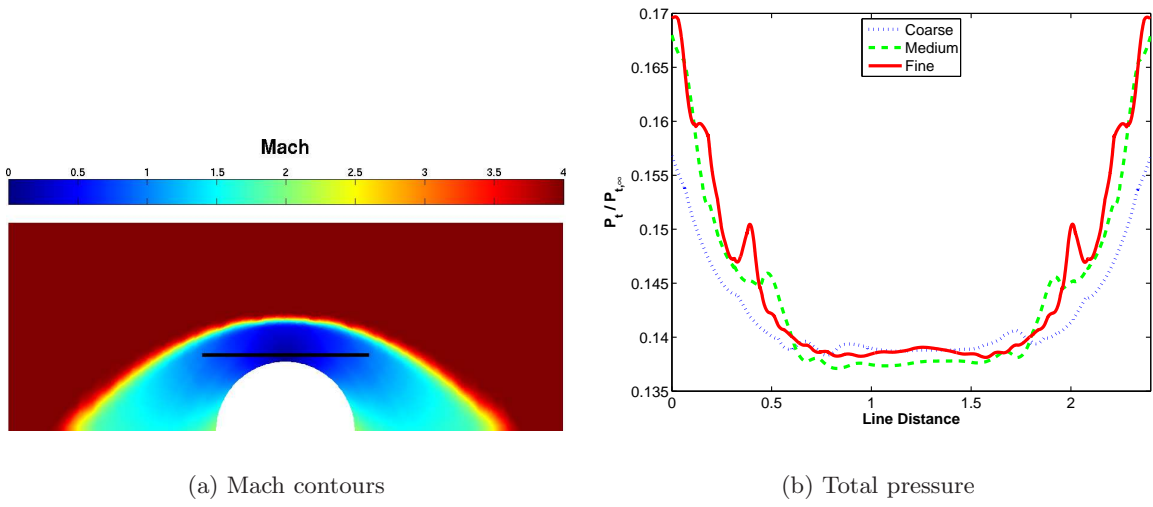 Mach
0 0.5 1 1.5 2 2.5 3 3.5 4
(a) Mach contours
0.17
0.165
0.16
0.155
0.15
0.145
0.14
0.135
P_t / P_t,∞
Coarse
Medium
Fine
0 0.5 1 1.5 2
Line Distance
(b) Total pressure